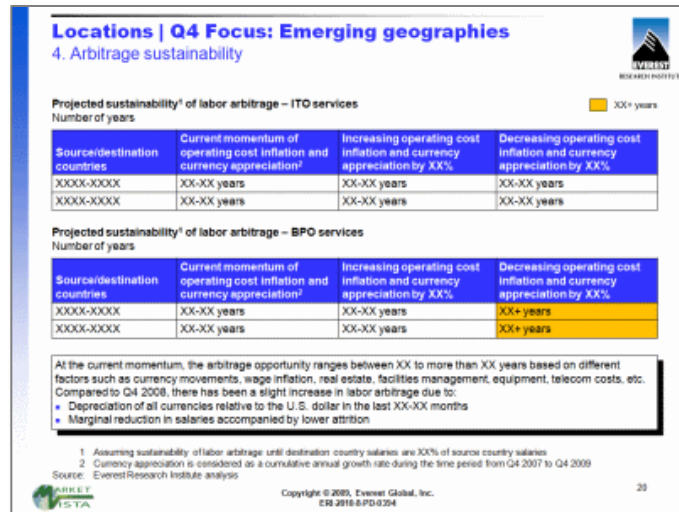 Locations | Q4 Focus: Emerging geographies
4. Arbitrage sustainability
EVEREST
RESEARCH INSTITUTE
Projected sustainability¹ of labor arbitrage – ITO services
XX+ years
Number of years
Source/destination countries
Current momentum of operating cost inflation and currency appreciation²
Increasing operating cost inflation and currency appreciation by XX%
Decreasing operating cost inflation and currency appreciation by XX%
XXXX-XXXX XX-XX years XX-XX years XX-XX years
XXXX-XXXX XX-XX years XX-XX years XX-XX years
Projected sustainability¹ of labor arbitrage – BPO services
Number of years
Source/destination countries
Current momentum of operating cost inflation and currency appreciation²
Increasing operating cost inflation and currency appreciation by XX%
Decreasing operating cost inflation and currency appreciation by XX%
XXXX-XXXX XX-XX years XX-XX years XX+ years
XXXX-XXXX XX-XX years XX-XX years XX+ years
At the current momentum, the arbitrage opportunity ranges between XX to more than XX years based on different
factors such as currency movements, wage inflation, real estate, facilities management, equipment, telecom costs, etc.
Compared to Q4 2008, there has been a slight increase in labor arbitrage due to:
Depreciation of all currencies relative to the U.S. dollar in the last XX-XX months
Marginal reduction in salaries accompanied by lower attrition
1 Assuming sustainability of labor arbitrage until destination country salaries are XX% of source country salaries
2 Currency appreciation is considered as a cumulative annual growth rate during the time period from Q4 2007 to Q4 2009
Source: Everest Research Institute analysis
MARKET
VISTA
Copyright © 2009, Everest Global, Inc.
ERI-2010-8-PD-0394
20